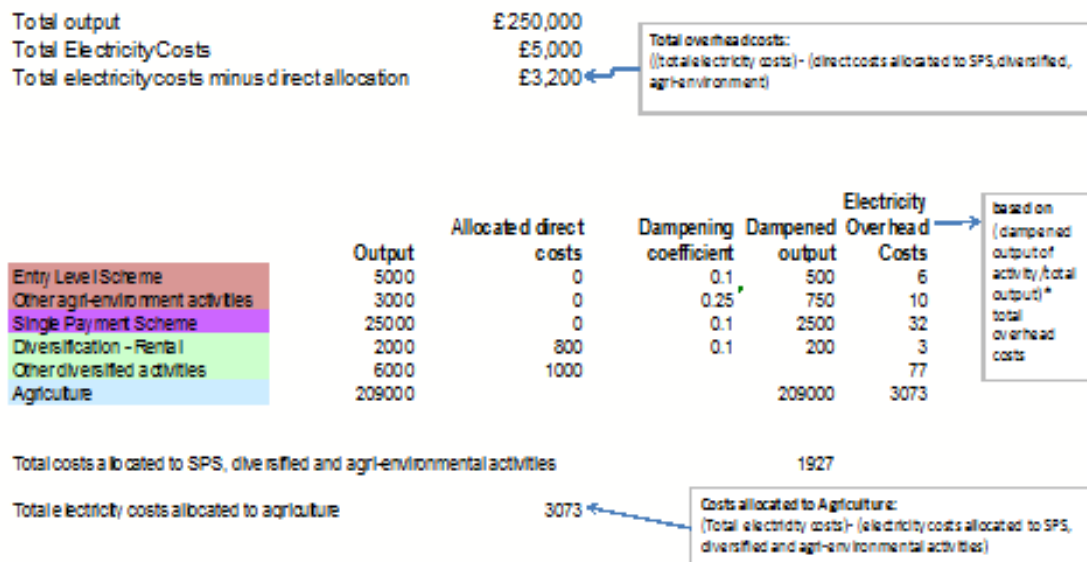 Total output £250,000
Total Electricity Costs £5,000
Total electricity costs minus direct allocation £3,200
Total overhead costs:
((total electricity costs) - (direct costs allocated to SPS, diversified,
agri-environment)
Output Allocated direct costs Dampening coefficient Dampened output Electricity Overhead Costs
Entry Level Scheme 5000 0 0.1 500 6
Other agri-environment activities 3000 0 0.25 750 10
Single Payment Scheme 25000 0 0.1 2500 32
Diversification - Rental 2000 800 0.1 200 3
Other diversified activities 6000 1000 77
Agriculture 209000 209000 3073
based on
(dampened
output of
activity/total
output)*
total
overhead
costs
Total costs allocated to SPS, diversified and agri-environmental activities 1927
Total electricity costs allocated to agriculture 3073
Costs allocated to Agriculture:
(Total electricity costs)- (electricity costs allocated to SPS,
diversified and agri-environmental activities)